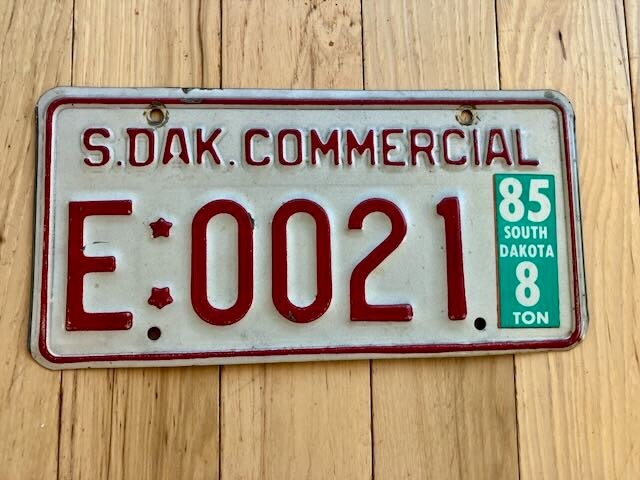 S.DAK.COMMERCIAL
E:0021
85
SOUTH
DAKOTA
8
TON